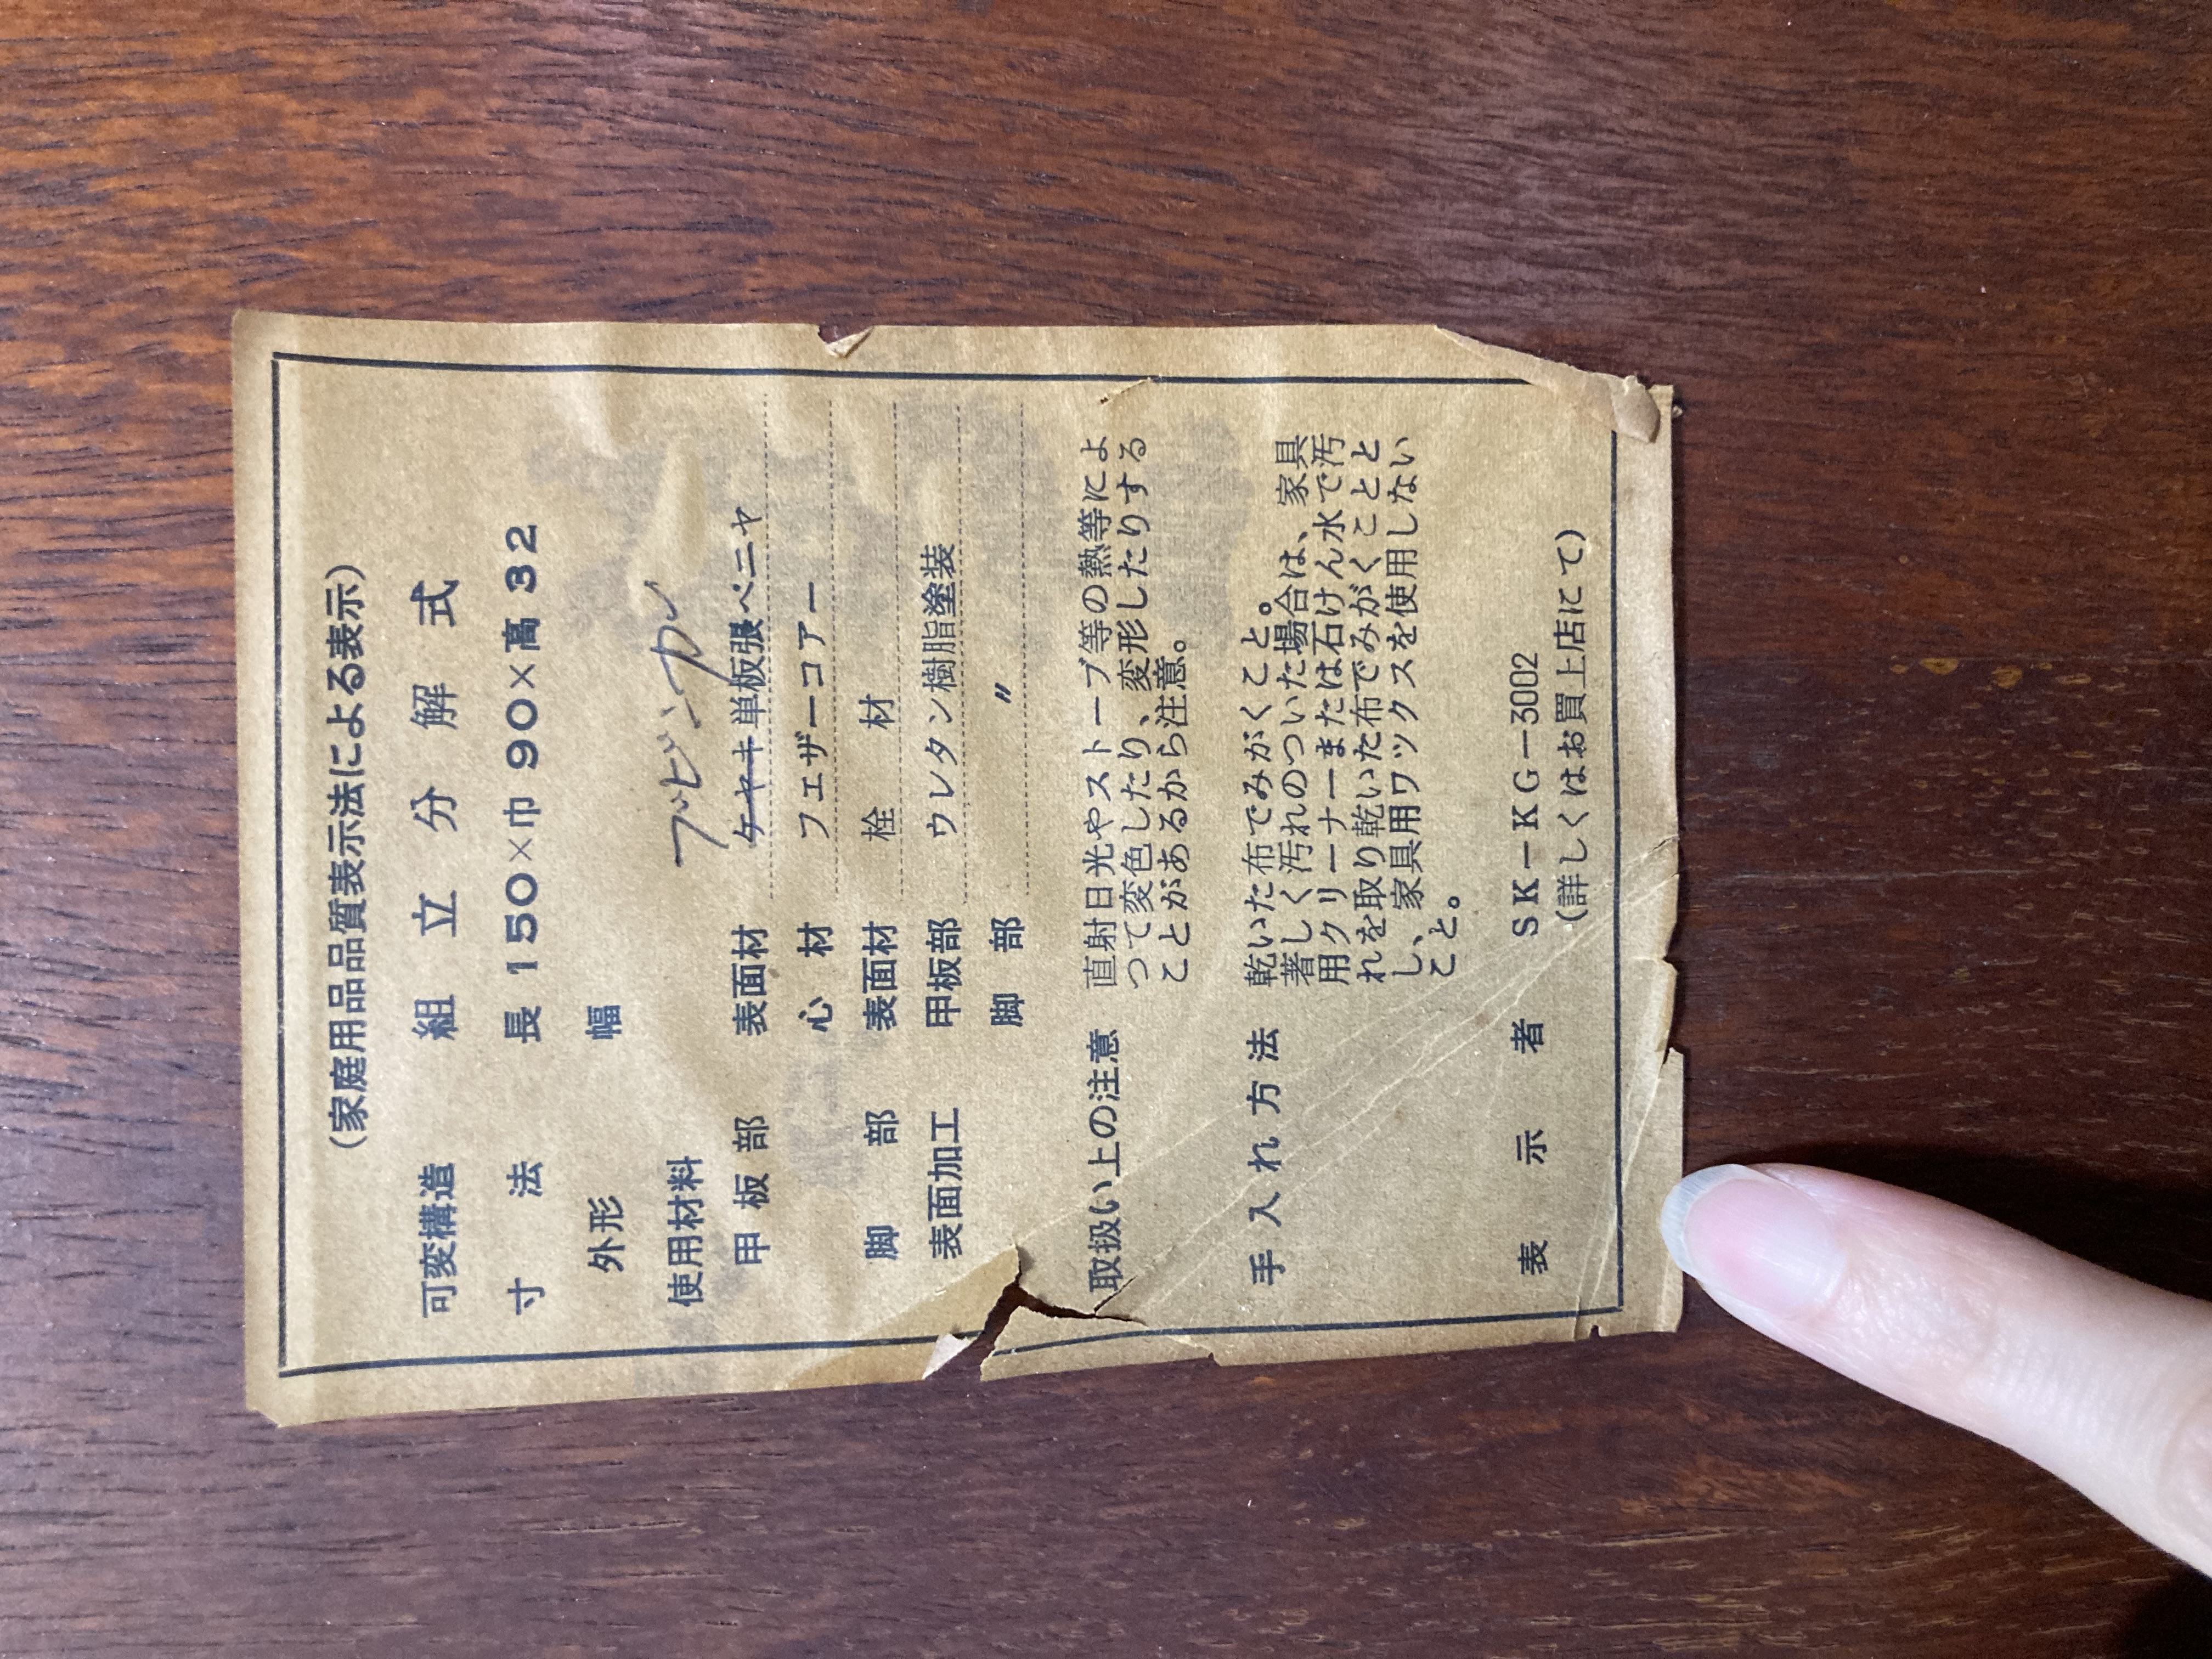 (家庭用品品質表示法による表示)
可変構造 組立分解式
寸法 長150×巾90×高32
外形 幅
使用材料 ブビンガ
甲板部 表面材 ケヤキ単板張ベニヤ
心材 フェザーコアー
脚部 表面材 栓材
表面加工 甲板部 ウレタン樹脂塗装
脚部 〃
取扱い上の注意 直射日光やストーブ等の熱等によ
つて変色したり、変形したりする
ことがあるから注意。
手入れ方法 乾いた布でみがくこと。
著しく汚れのついた場合は、家具
用クリーナーまたは石けん水で汚
れを取り乾いた布でみがくことと
し、家具用ワックスを使用しない
こと。
表示者 SK-KG-3002
(詳しくはお買上店にて)